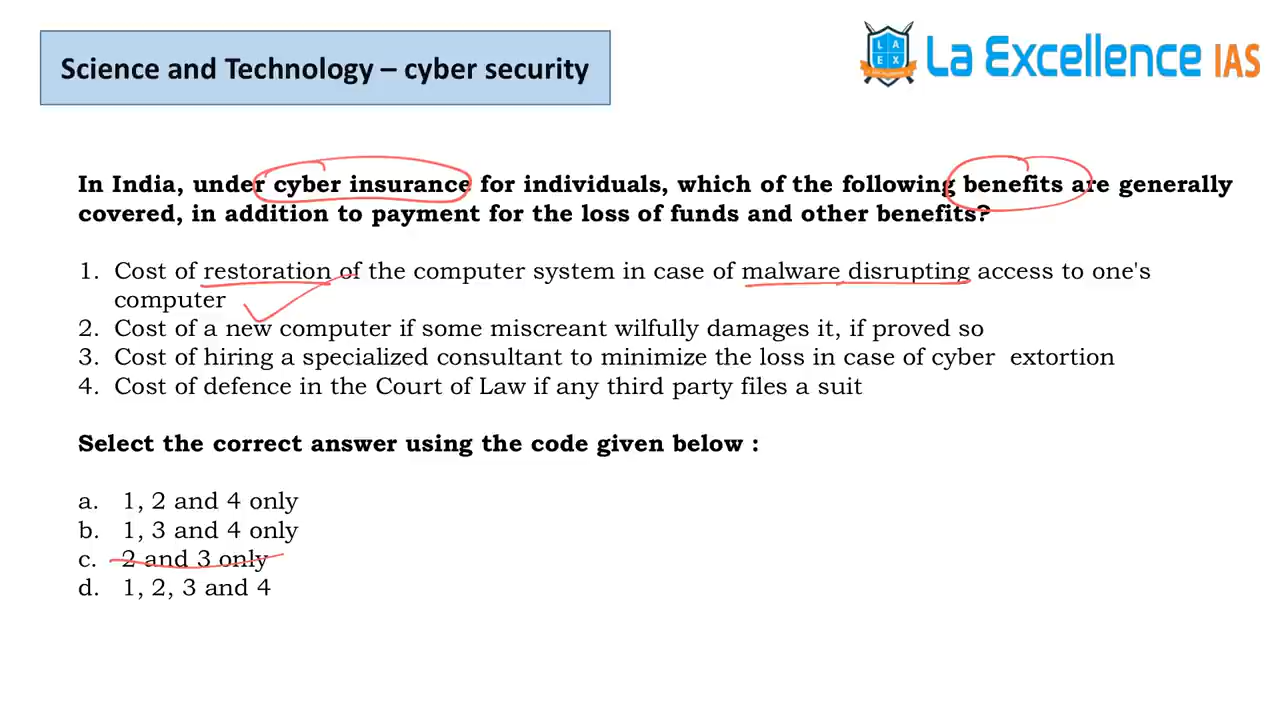 Science and Technology – cyber security
LAEX
La Excellence IAS
In India, under cyber insurance for individuals, which of the following benefits are generally
covered, in addition to payment for the loss of funds and other benefits?
1. Cost of restoration of the computer system in case of malware disrupting access to one's
computer
2. Cost of a new computer if some miscreant wilfully damages it, if proved so
3. Cost of hiring a specialized consultant to minimize the loss in case of cyber extortion
4. Cost of defence in the Court of Law if any third party files a suit
Select the correct answer using the code given below :
a. 1, 2 and 4 only
b. 1, 3 and 4 only
c. 2 and 3 only
d. 1, 2, 3 and 4